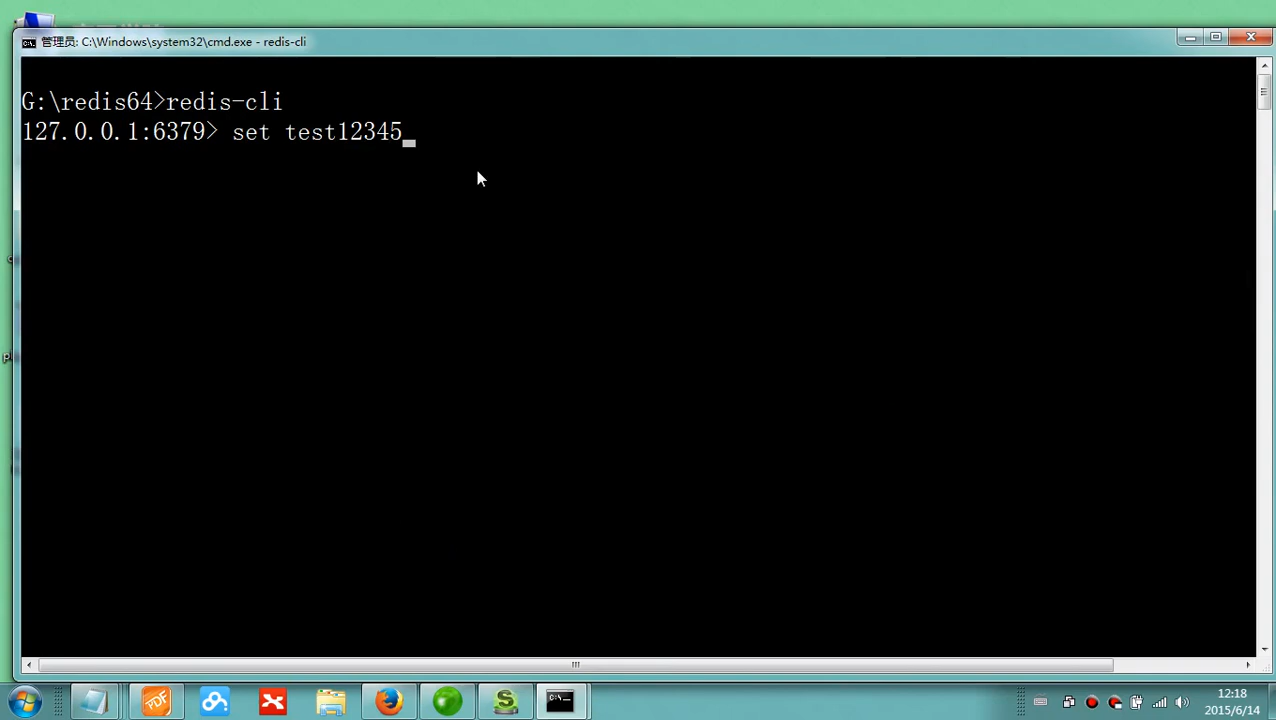 管理员: C:\Windows\system32\cmd.exe - redis-cli
G:\redis64>redis-cli
127.0.0.1:6379> set test12345
PDF
S
C:\.
12:18
2015/6/14